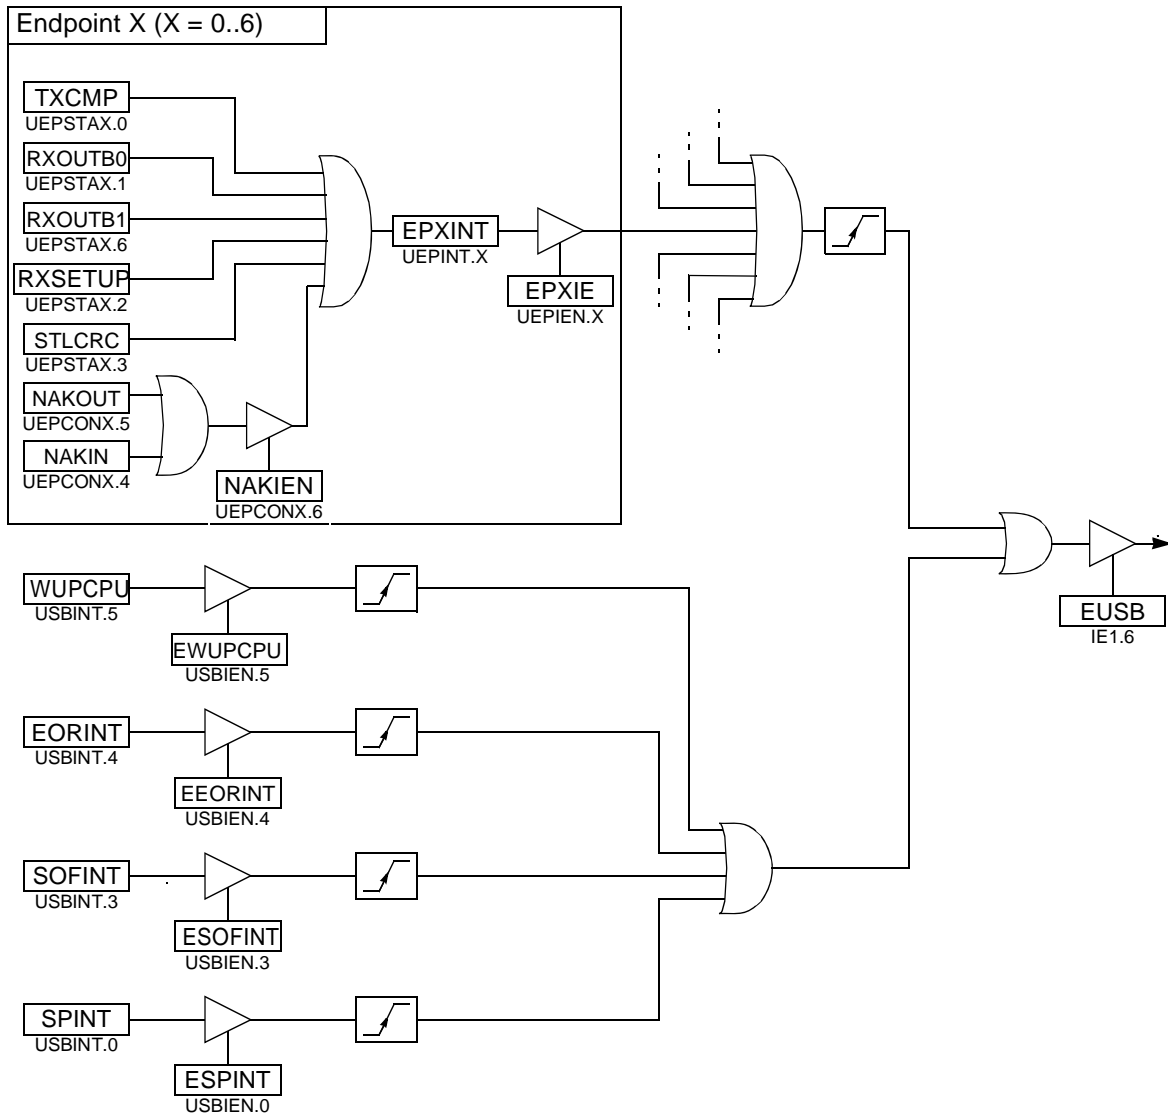 Endpoint X (X = 0..6)
TXCMP
UEPSTAX.0
RXOUTB0
UEPSTAX.1
RXOUTB1
UEPSTAX.6
RXSETUP
UEPSTAX.2
STLCRC
UEPSTAX.3
NAKOUT
UEPCONX.5
NAKIN
UEPCONX.4
NAKIEN
UEPCONX.6
EPXINT
UEPINT.X
EPXIE
UEPIEN.X
WUPCPU
USBINT.5
EWUPCPU
USBIEN.5
EUSB
IE1.6
EORINT
USBINT.4
EEORINT
USBIEN.4
SOFINT
USBINT.3
ESOFINT
USBIEN.3
SPINT
USBINT.0
ESPINT
USBIEN.0